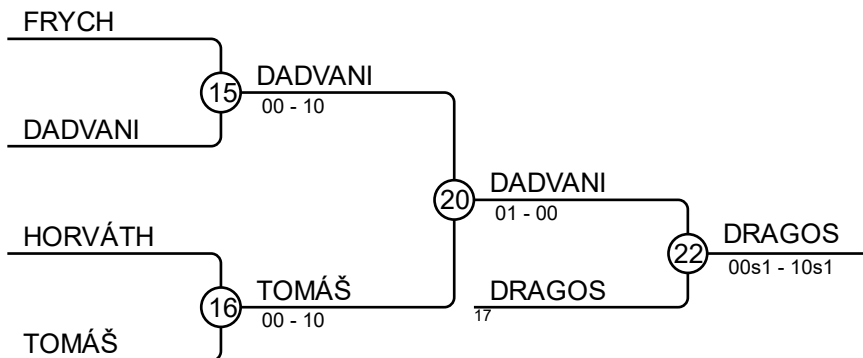 FRYCH
15
DADVANI
00 - 10
DADVANI
20
DADVANI
01 - 00
HORVÁTH
22
DRAGOS
00s1 - 10s1
16
TOMÁŠ
00 - 10
DRAGOS
17
TOMÁŠ